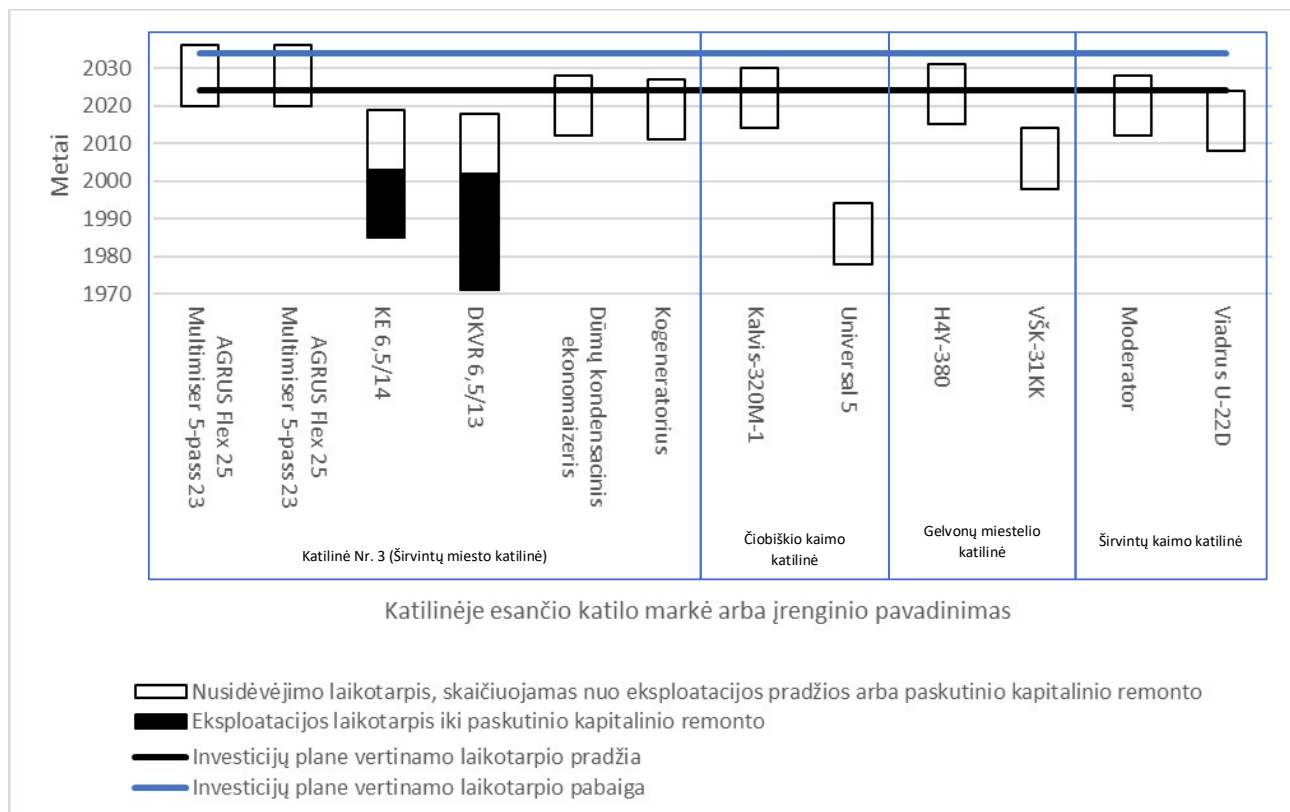 Metai
2030
2020
2010
2000
1990
1980
1970
AGRUS Flex 25
Multimiser 5-pass 23
AGRUS Flex 25
Multimiser 5-pass 23
KE 6,5/14
DKVR 6,5/13
Dūmų kondensacinis
ekonomaizeris
Kogeneratorius
Kalvis-320M-1
Universal 5
H4Y-380
VŠK-31KK
Moderator
Viadrus U-22D
Katilinė Nr. 3 (Širvintų miesto katilinė)
Čiobiškio kaimo
katilinė
Gelvonų miestelio
katilinė
Širvintų kaimo katilinė
Katilinėje esančio katilo markė arba įrenginio pavadinimas
Nusidėvėjimo laikotarpis, skaičiuojamas nuo eksploatacijos pradžios arba paskutinio kapitalinio remonto
Eksploatacijos laikotarpis iki paskutinio kapitalinio remonto
Investicijų plane vertinamo laikotarpio pradžia
Investicijų plane vertinamo laikotarpio pabaiga